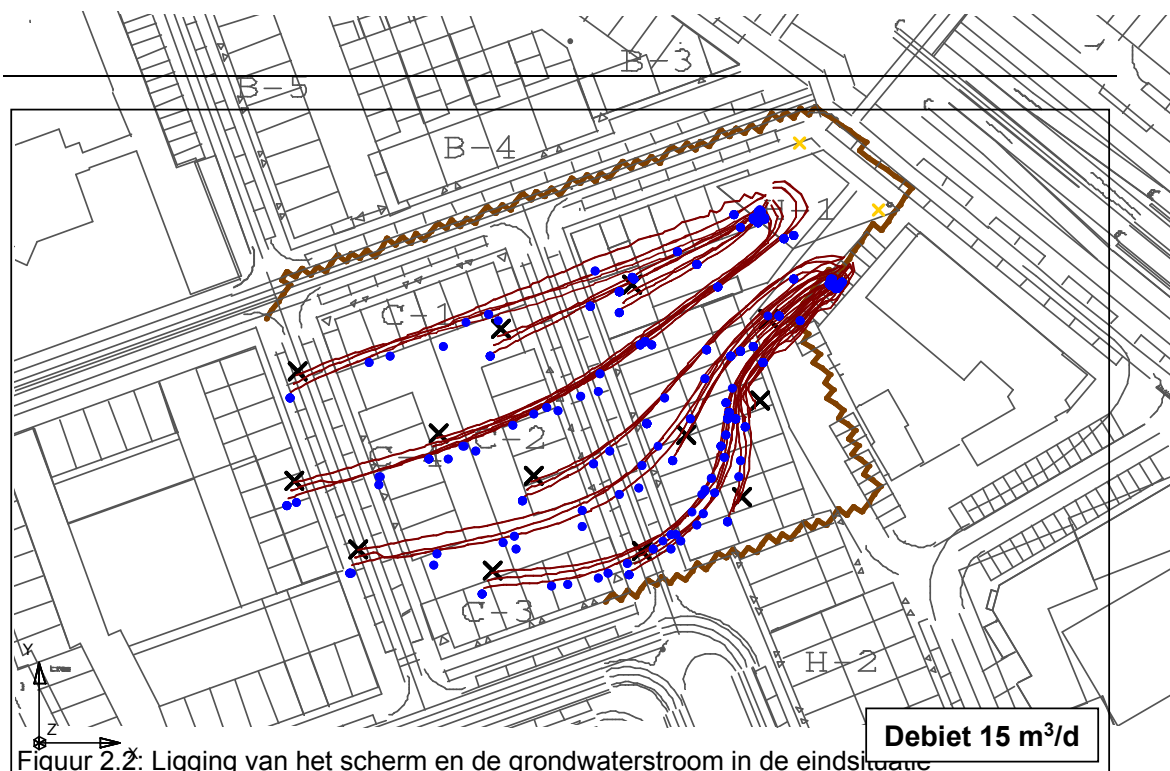 B-3
B-5
B-4
C-1
C-2
C-3
H-2
Y
Z
X
Debiet 15 m³/d
Figuur 2.2: Ligging van het scherm en de grondwaterstroom in de eindsituatie